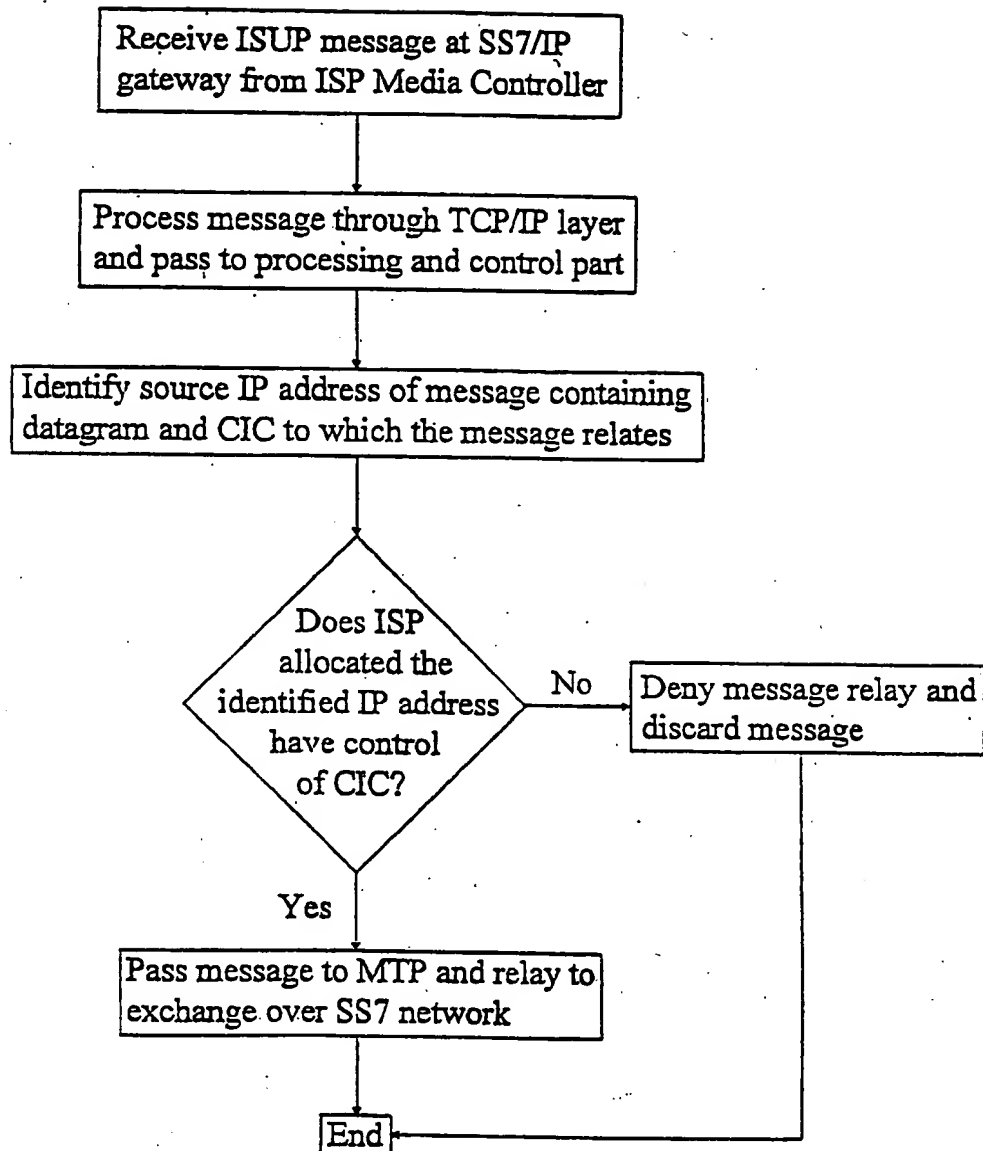 Receive ISUP message at SS7/IP
gateway from ISP Media Controller
Process message through TCP/IP layer
and pass to processing and control part
Identify source IP address of message containing
datagram and CIC to which the message relates
Does ISP
allocated the
identified IP address
have control
of CIC?
No
Deny message relay and
discard message
Yes
Pass message to MTP and relay to
exchange over SS7 network
End